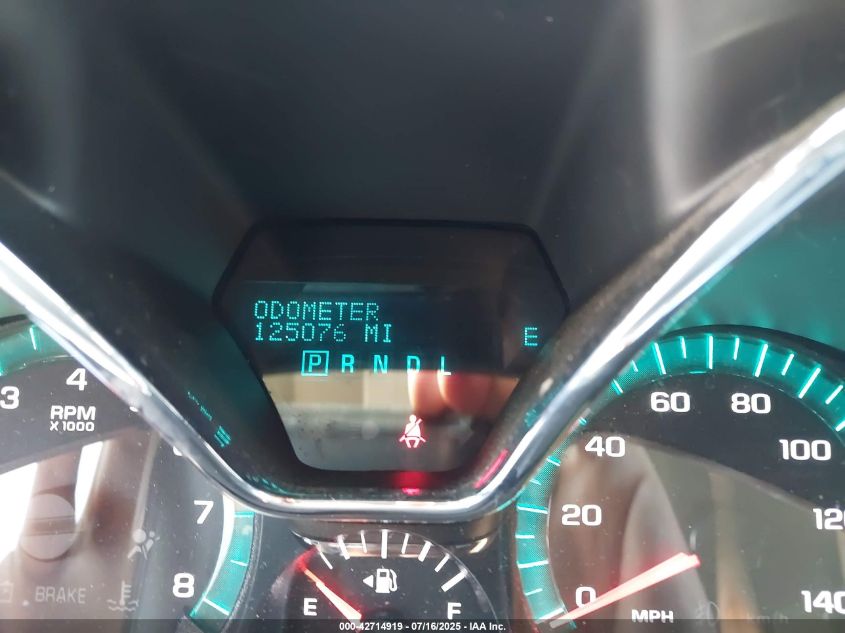 ODOMETER
125076 MI
E
P R N D L
3
4
RPM
X 1000
7
8
BRAKE
E
F
0
20
40
60
80
100
120
140
MPH
km/h
000-42714919 - 07/16/2025 - IAA Inc.